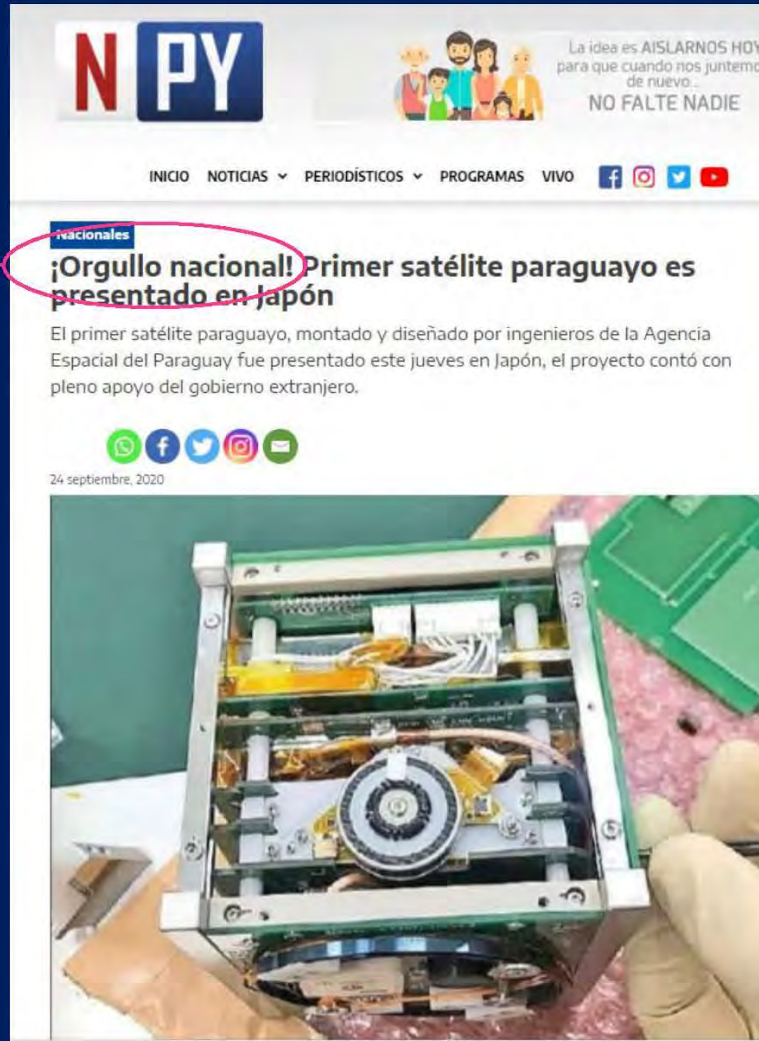 NPY
La idea es AISLARNOS HOY
para que cuando nos juntemo
de nuevo...
NO FALTE NADIE
INICIO NOTICIAS PERIODÍSTICOS PROGRAMAS VIVO
Nacionales
¡Orgullo nacional! Primer satélite paraguayo es
presentado en Japón
El primer satélite paraguayo, montado y diseñado por ingenieros de la Agencia
Espacial del Paraguay fue presentado este jueves en Japón, el proyecto contó con
pleno apoyo del gobierno extranjero.
24 septiembre, 2020